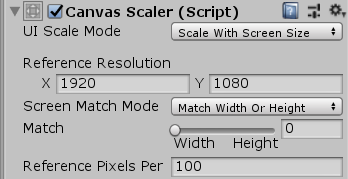 Canvas Scaler (Script)
UI Scale Mode Scale With Screen Size
Reference Resolution
X 1920 Y 1080
Screen Match Mode Match Width Or Height
Match 0
Width Height
Reference Pixels Per 100